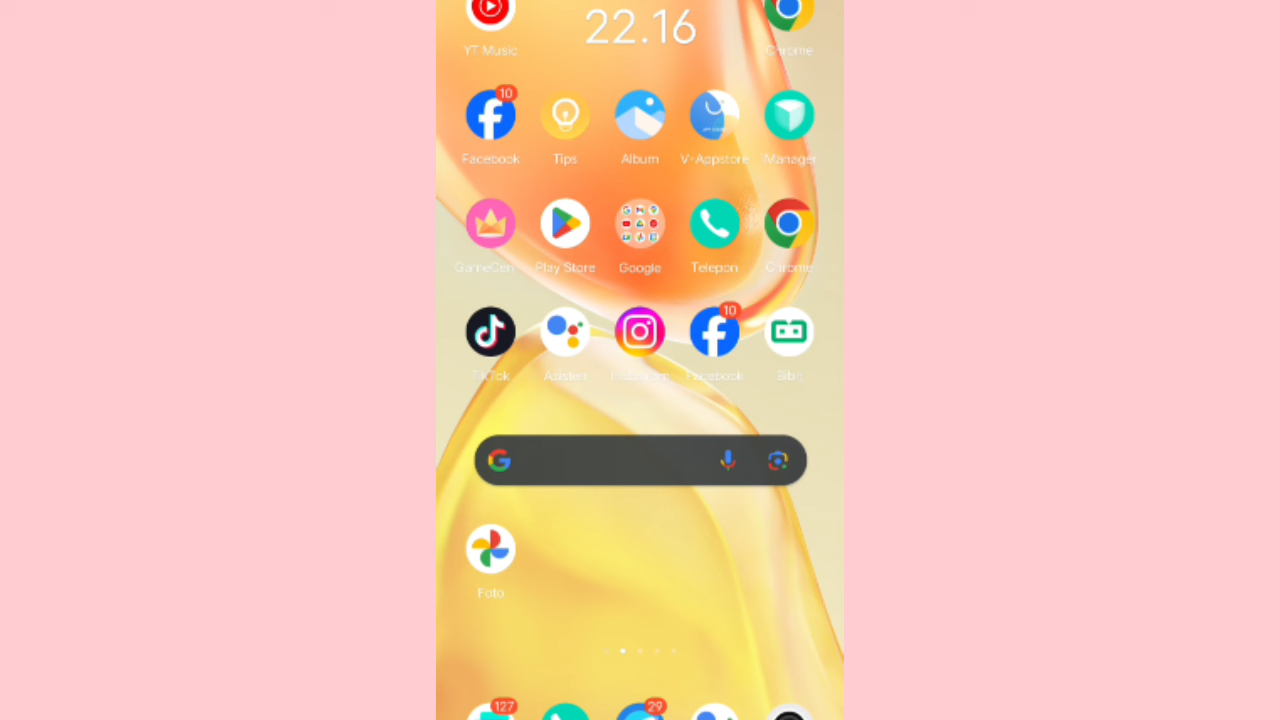 22.16
YT Music
Chrome
10
Facebook
Tips
Album
V-Appstore
Manager
GameCen
Play Store
Google
Telepon
Chrome
10
TikTok
Asisten
Instagram
Facebook
Bibit
Foto
127
29